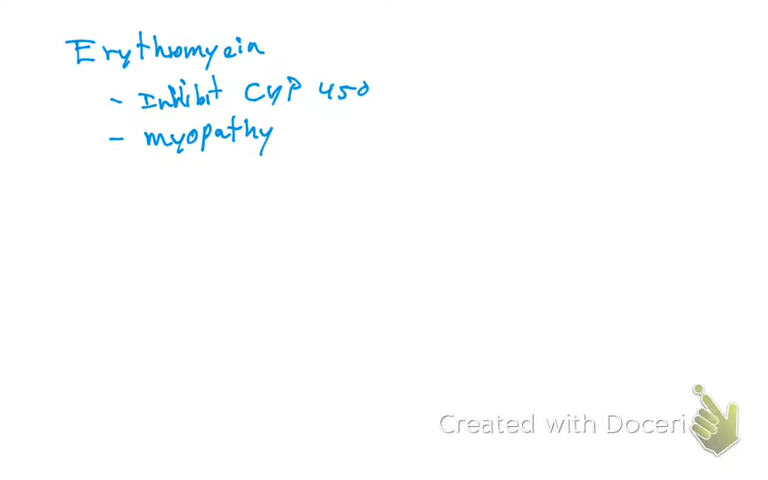 Erythromycin
- Inhibit CYP 450
- myopathy
Created with Doceri